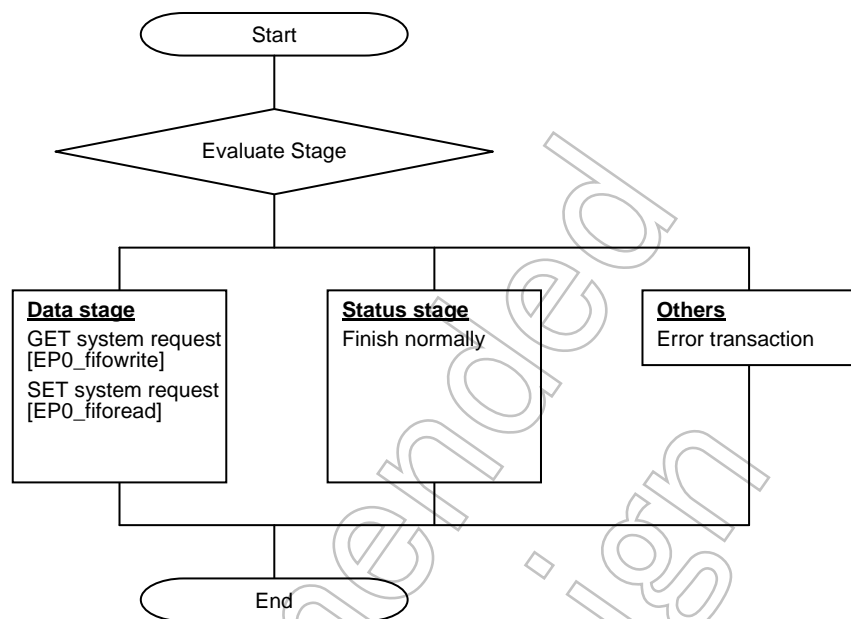 Start
Evaluate Stage
Data stage
GET system request
[EP0_fifowrite]
SET system request
[EP0_fiforead]
Status stage
Finish normally
Others
Error transaction
End